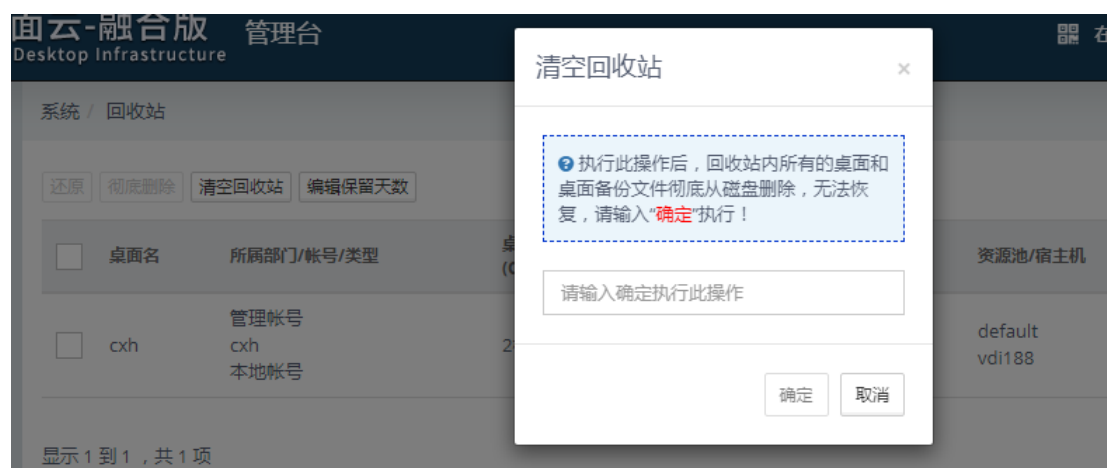 面云-融合版 管理台
Desktop Infrastructure
在
系统 / 回收站
还原 彻底删除 清空回收站 编辑保留天数
桌面名 所属部门/帐号/类型 资源池/宿主机
cxh
管理帐号
cxh
本地帐号
default
vdi188
显示 1 到 1 ，共 1 项
清空回收站
×
执行此操作后，回收站内所有的桌面和
桌面备份文件彻底从磁盘删除，无法恢
复，请输入“确定”执行！
请输入确定执行此操作
确定 取消